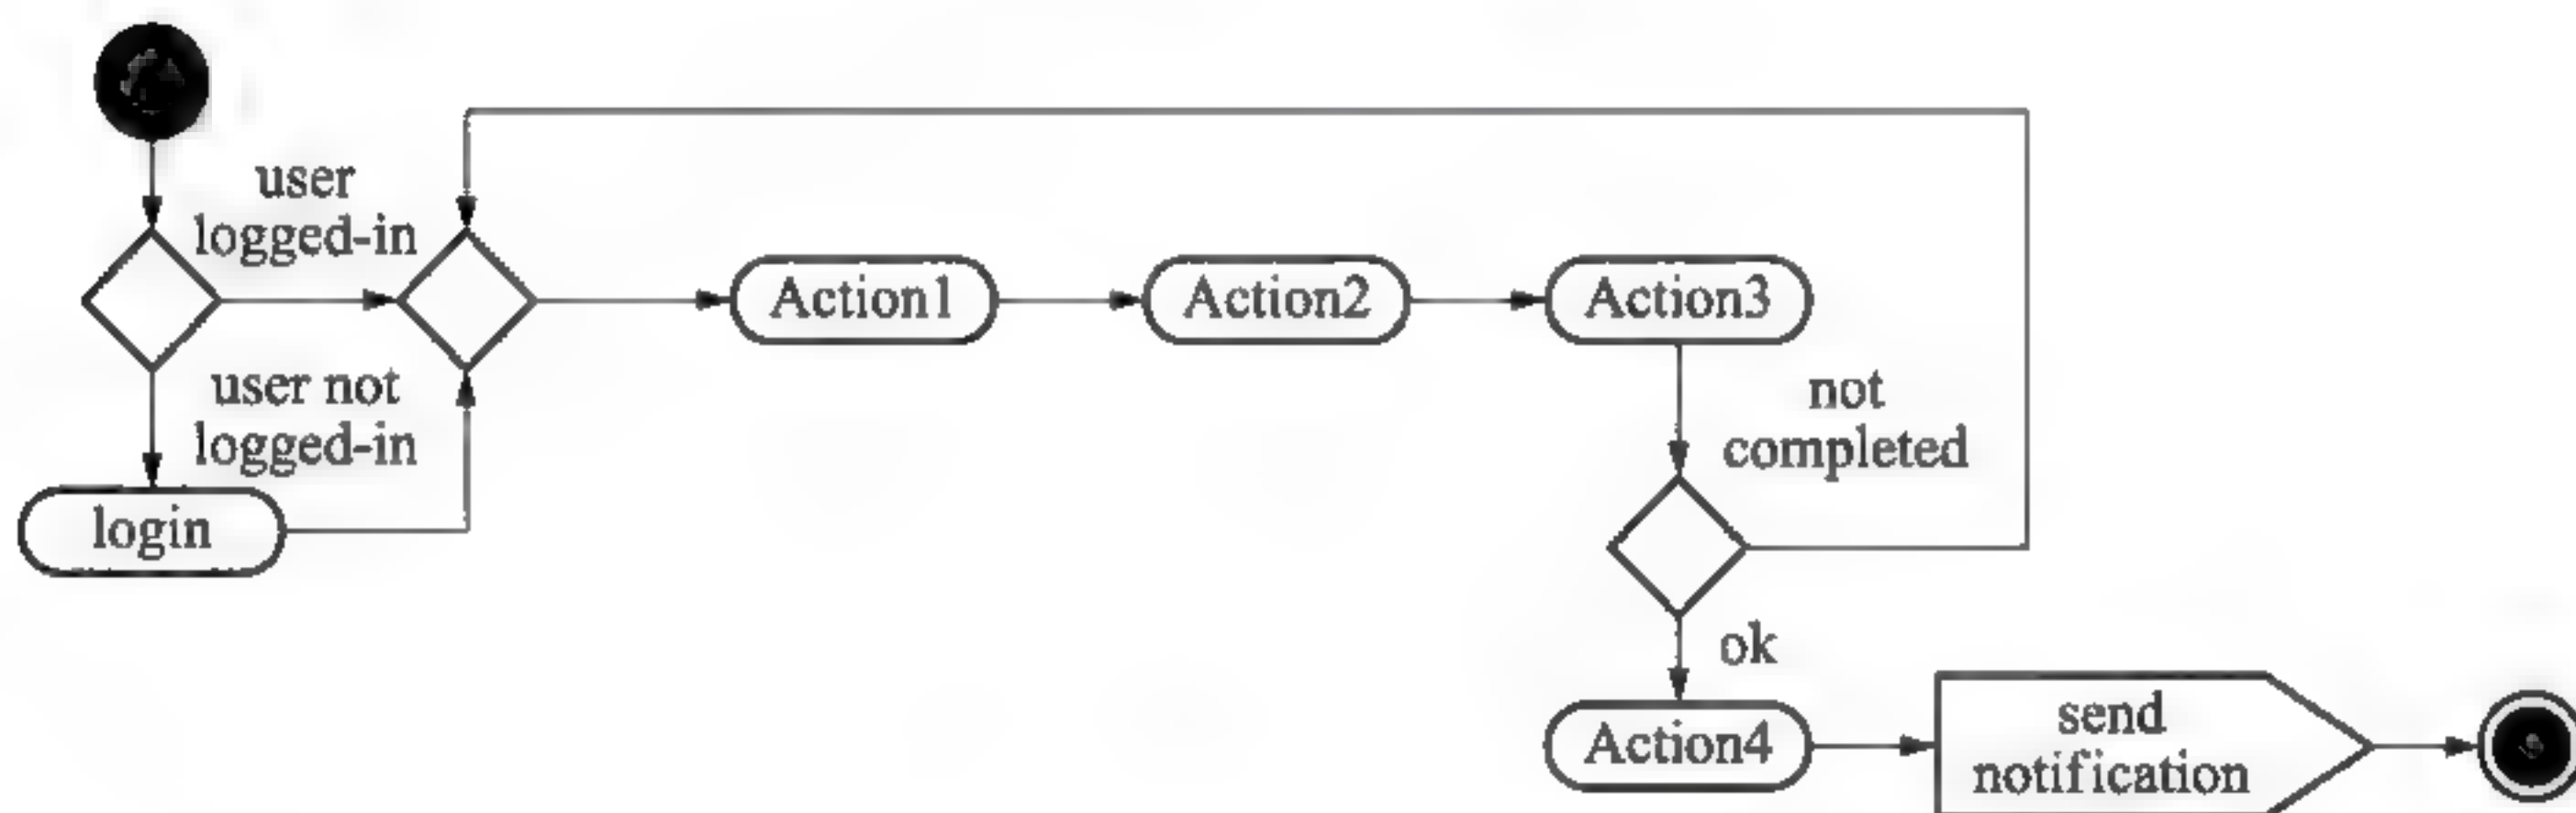 user
logged-in
Action1
Action2
Action3
user not
logged-in
not
completed
login
ok
Action4
send
notification